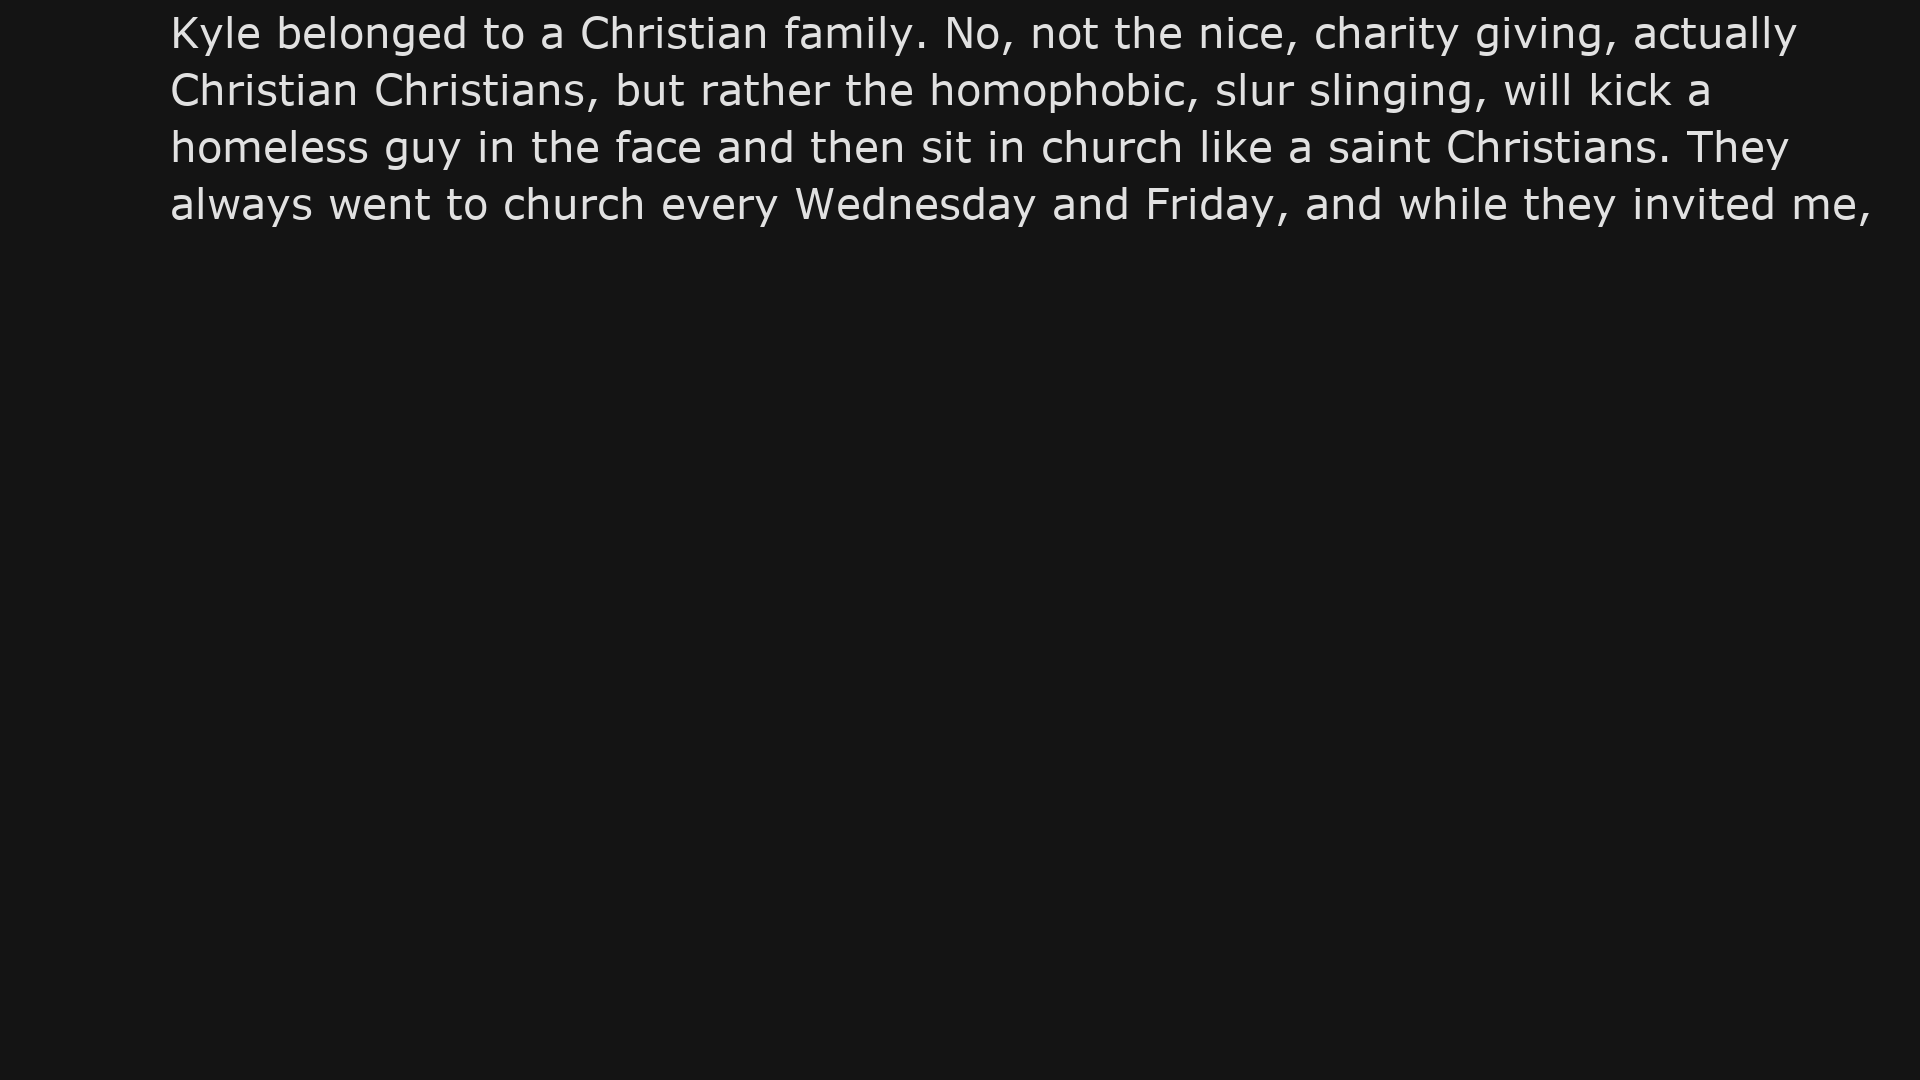 Kyle belonged to a Christian family. No, not the nice, charity giving, actually
Christian Christians, but rather the homophobic, slur slinging, will kick a
homeless guy in the face and then sit in church like a saint Christians. They
always went to church every Wednesday and Friday, and while they invited me,